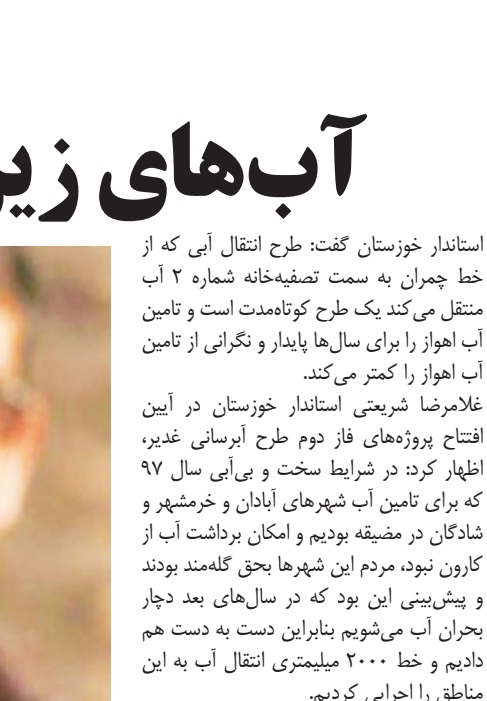 آب‌های زیر
استاندار خوزستان گفت: طرح انتقال آبی که از
خط چمران به سمت تصفیه‌خانه شماره ۲ آب
منتقل می‌کند یک طرح کوتاه‌مدت است و تامین
آب اهواز را برای سال‌ها پایدار و نگرانی از تامین
آب اهواز را کمتر می‌کند.
غلامرضا شریعتی استاندار خوزستان در آیین
افتتاح پروژه‌های فاز دوم طرح آبرسانی غدیر،
اظهار کرد: در شرایط سخت و بی‌آبی سال ۹۷
که برای تامین آب شهرهای آبادان و خرمشهر و
شادگان در مضیقه بودیم و امکان برداشت آب از
کارون نبود، مردم این شهرها بحق گله‌مند بودند
و پیش‌بینی این بود که در سال‌های بعد دچار
بحران آب می‌شویم بنابراین دست به دست هم
دادیم و خط ۲۰۰۰ میلیمتری انتقال آب به این
مناطق را اجرایی کردیم.